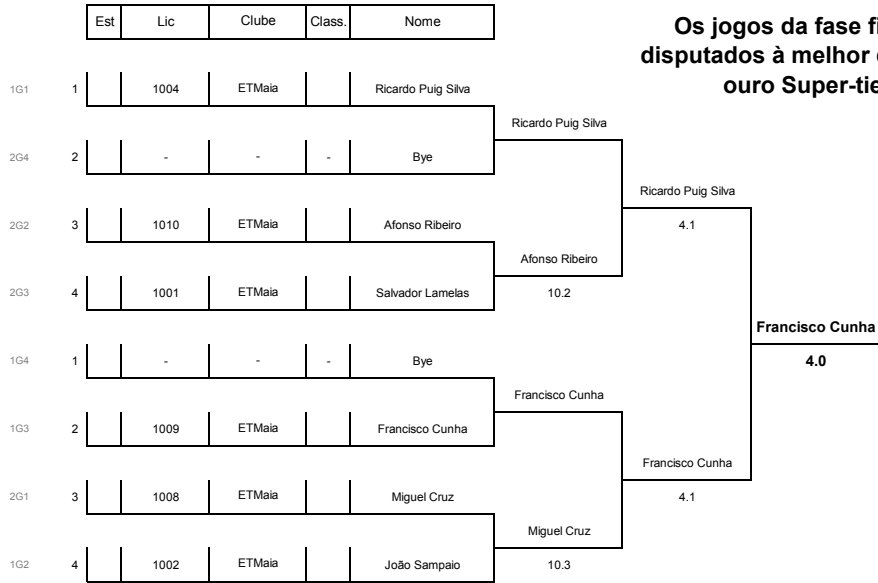 Est Lic Clube Class. Nome
Os jogos da fase
disputados à melhor
ouro
1G1 1 1004 ETMaia Ricardo Puig Silva
Ricardo Puig Silva
2G4 2 - - - Bye
Ricardo Puig Silva
4.1
2G2 3 1010 ETMaia Afonso Ribeiro
Afonso Ribeiro
10.2
2G3 4 1001 ETMaia Salvador Lamelas
Francisco Cunha
4.0
1G4 1 - - - Bye
Francisco Cunha
1G3 2 1009 ETMaia Francisco Cunha
Francisco Cunha
4.1
2G1 3 1008 ETMaia Miguel Cruz
Miguel Cruz
10.3
1G2 4 1002 ETMaia João Sampaio